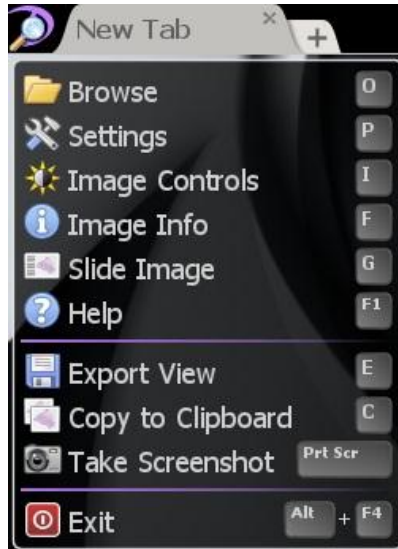 New Tab × +
Browse O
Settings P
Image Controls I
Image Info F
Slide Image G
Help F1
Export View E
Copy to Clipboard C
Take Screenshot Prt Scr
Exit Alt + F4